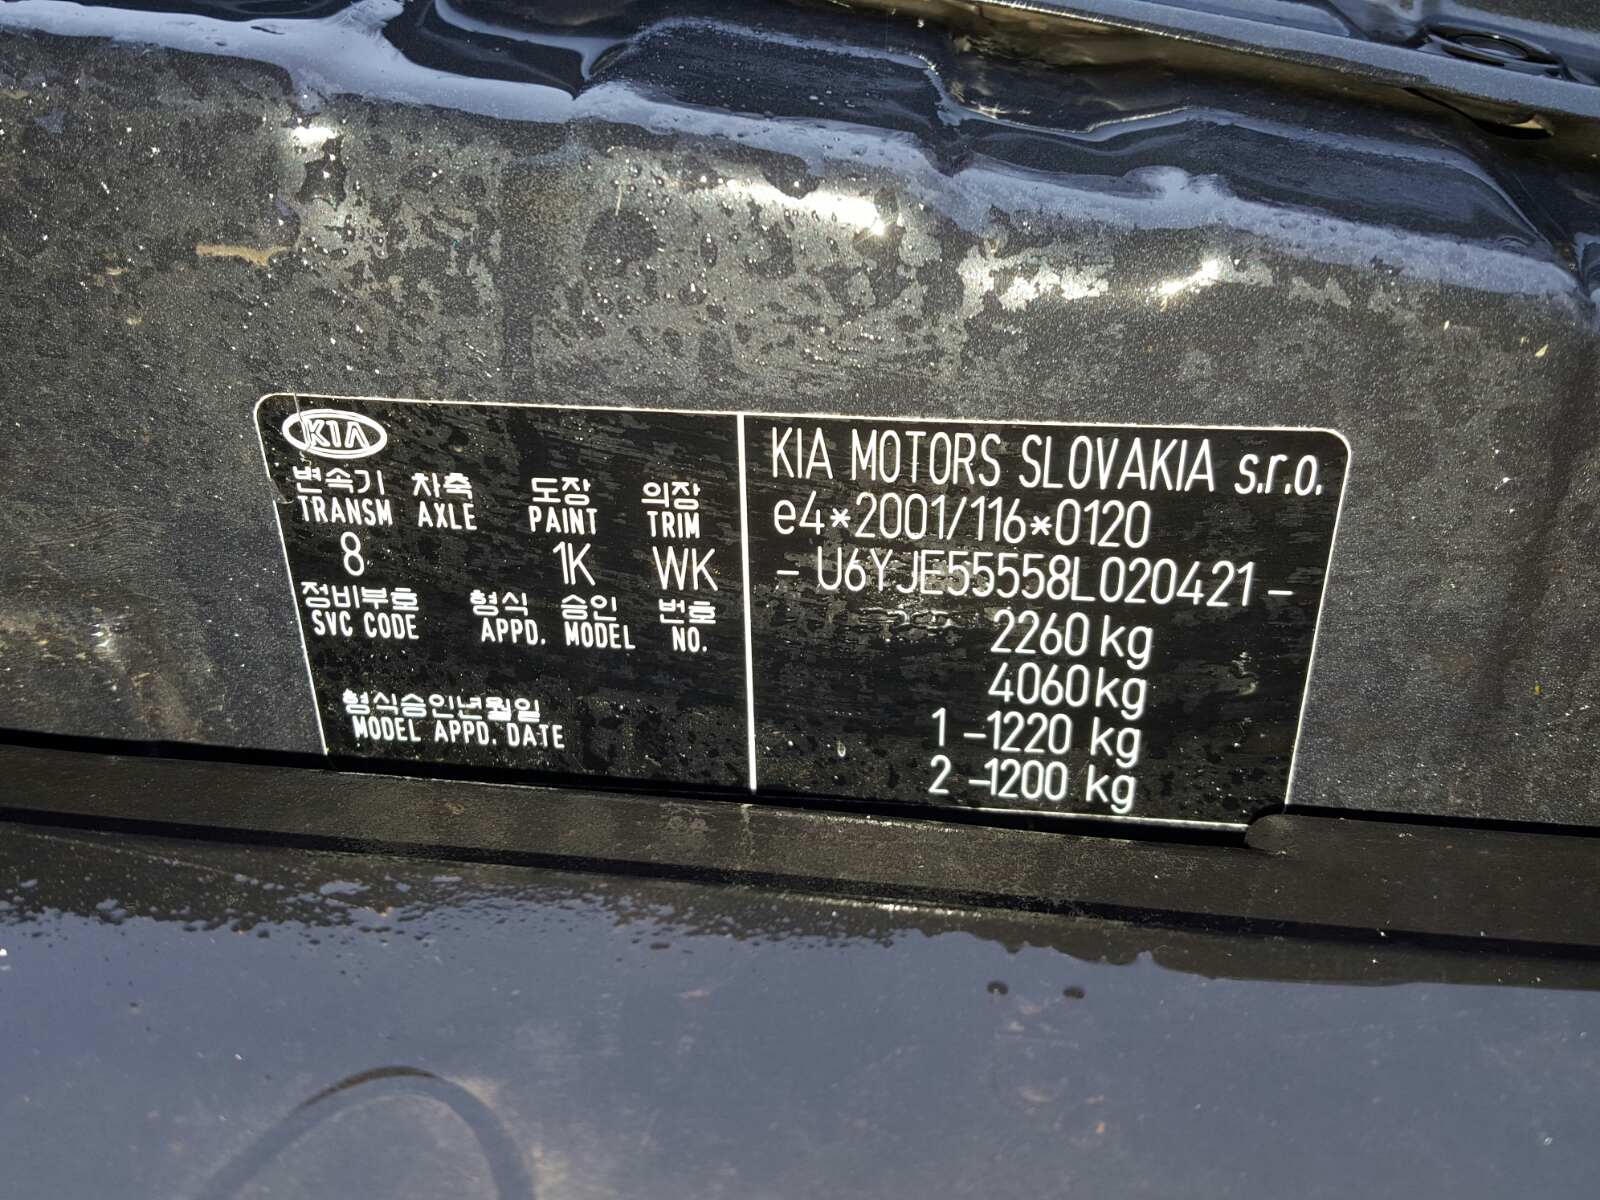 KIA
변속기 차축 도장 의장
TRANSM AXLE PAINT TRIM
8 1K WK
정비부호 형식 승인 번호
SVC CODE APPD. MODEL NO.
형식승인년월일
MODEL APPD. DATE
KIA MOTORS SLOVAKIA s.r.o.
e4*2001/116*0120
- U6YJE55558L020421 -
2260 kg
4060 kg
1 -1220 kg
2 -1200 kg